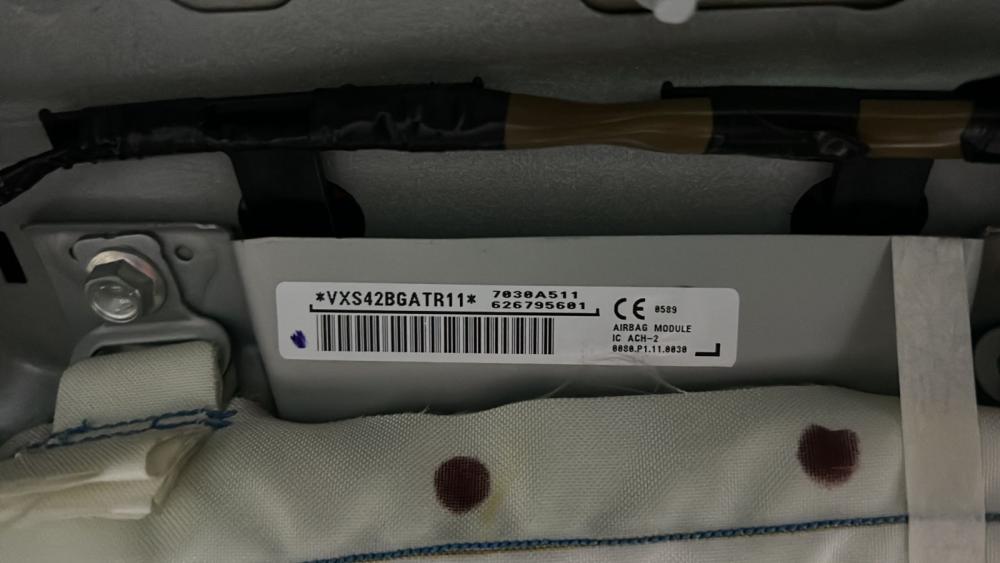 *VXS42BGATR11* 7030A511
626795601
CE 0589
AIRBAG MODULE
IC ACH-2
0080.P1.11.0030